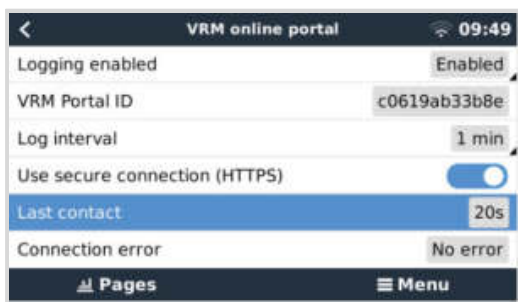 VRM online portal 09:49
Logging enabled Enabled
VRM Portal ID c0619ab33b8e
Log interval 1 min
Use secure connection (HTTPS)
Last contact 20s
Connection error No error
Pages Menu